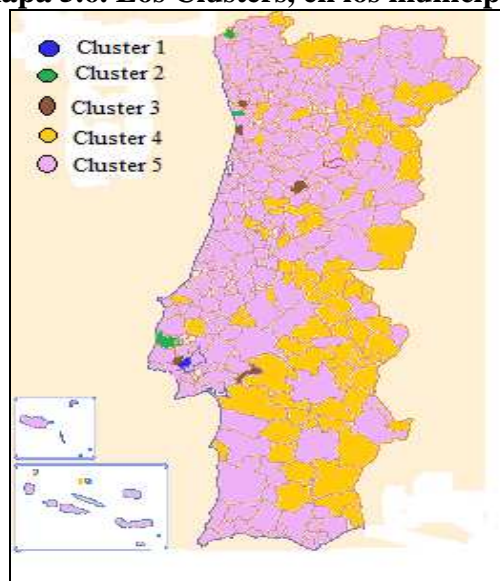 apa 3.6. Los Clusters, en los municip
Cluster 1
Cluster 2
Cluster 3
Cluster 4
Cluster 5